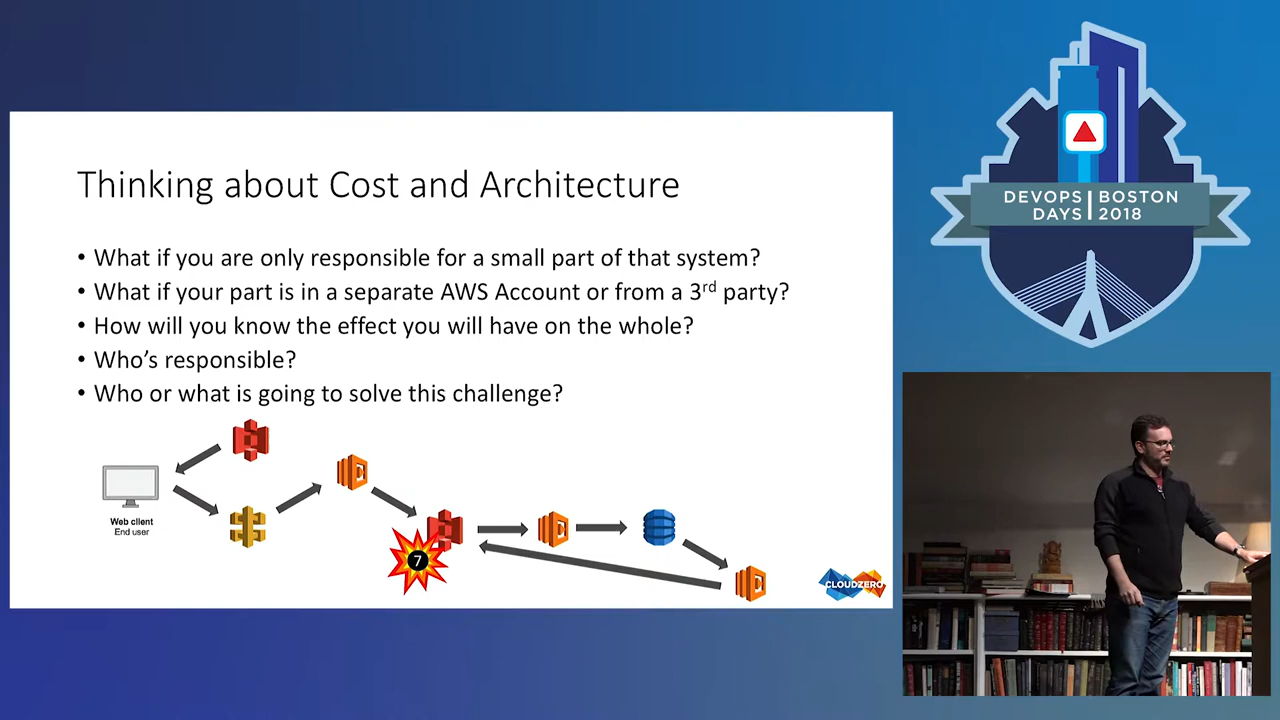 Thinking about Cost and Architecture
• What if you are only responsible for a small part of that system?
• What if your part is in a separate AWS Account or from a 3rd party?
• How will you know the effect you will have on the whole?
• Who's responsible?
• Who or what is going to solve this challenge?
Web client
End user
7
CLOUDZERO
DEVOPS DAYS
BOSTON 2018